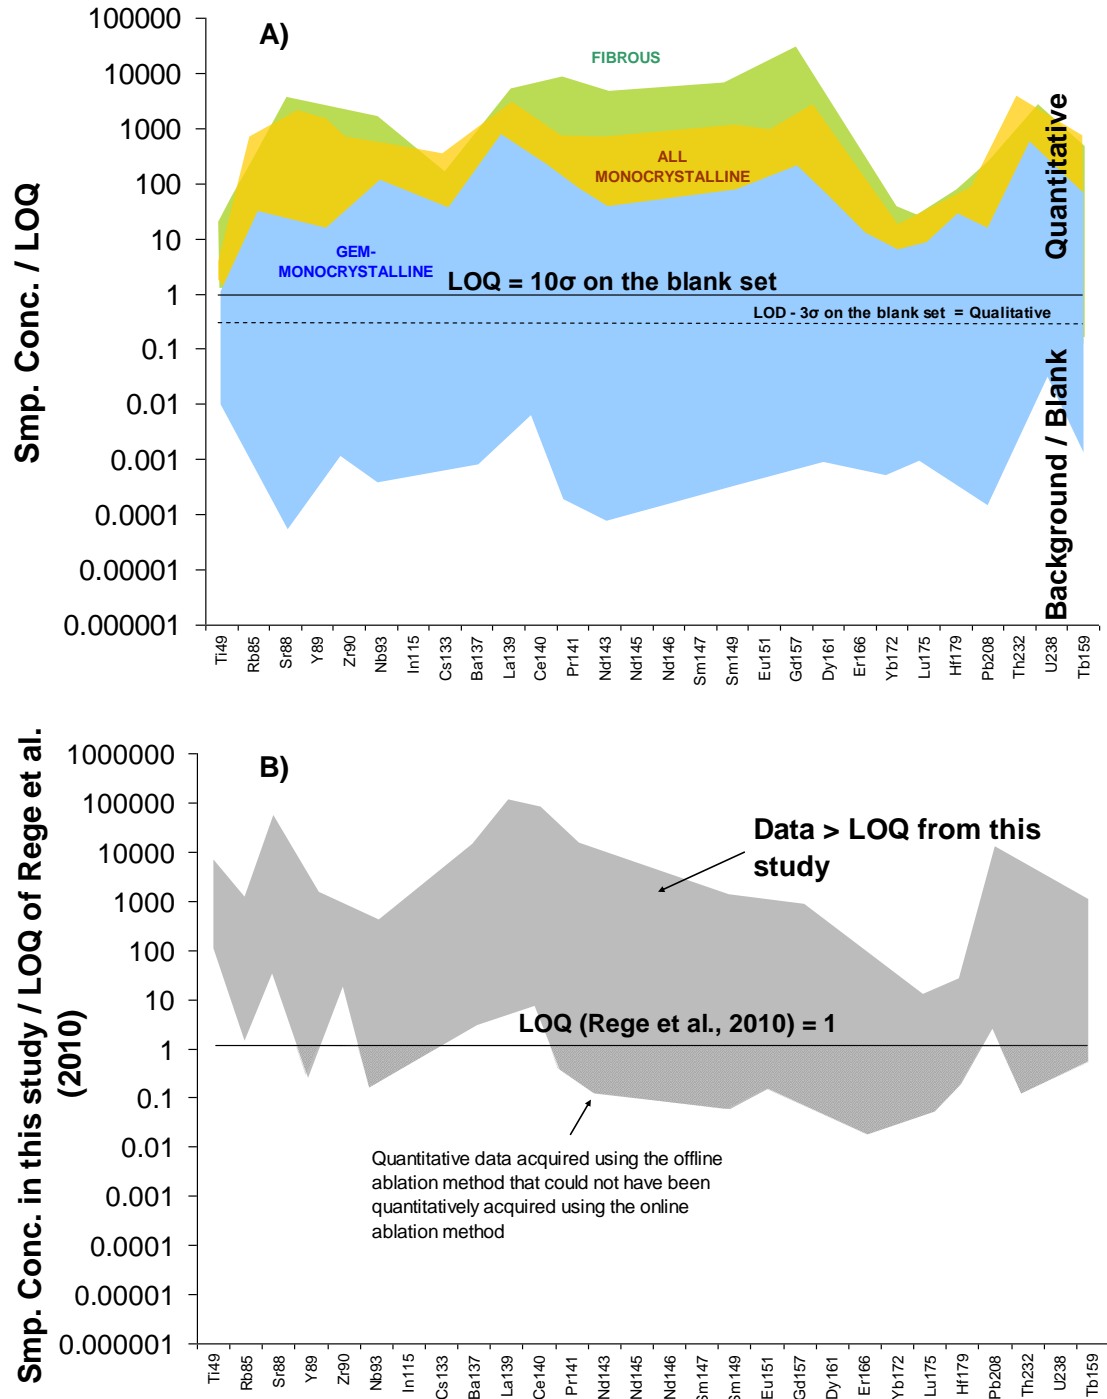 A)
100000
10000
1000
100
10
1
0.1
0.01
0.001
0.0001
0.00001
0.000001
Smp. Conc. / LOQ
FIBROUS
ALL
MONOCRYSTALLINE
GEM-
MONOCRYSTALLINE
LOQ = 10σ on the blank set
LOD - 3σ on the blank set = Qualitative
Quantitative
Background / Blank
Ti49
Rb85
Sr88
Y89
Zr90
Nb93
In115
Cs133
Ba137
La139
Ce140
Pr141
Nd143
Nd145
Nd146
Sm147
Sm149
Eu151
Gd157
Dy161
Er166
Yb172
Lu175
Hf179
Pb208
Th232
U238
Tb159
B)
1000000
100000
10000
1000
100
10
1
0.1
0.01
0.001
0.0001
0.00001
0.000001
Smp. Conc. in this study / LOQ of Rege et al.
(2010)
Data > LOQ from this
study
LOQ (Rege et al., 2010) = 1
Quantitative data acquired using the offline
ablation method that could not have been
quantitatively acquired using the online
ablation method
Ti49
Rb85
Sr88
Y89
Zr90
Nb93
In115
Cs133
Ba137
La139
Ce140
Pr141
Nd143
Nd145
Nd146
Sm147
Sm149
Eu151
Gd157
Dy161
Er166
Yb172
Lu175
Hf179
Pb208
Th232
U238
Tb159